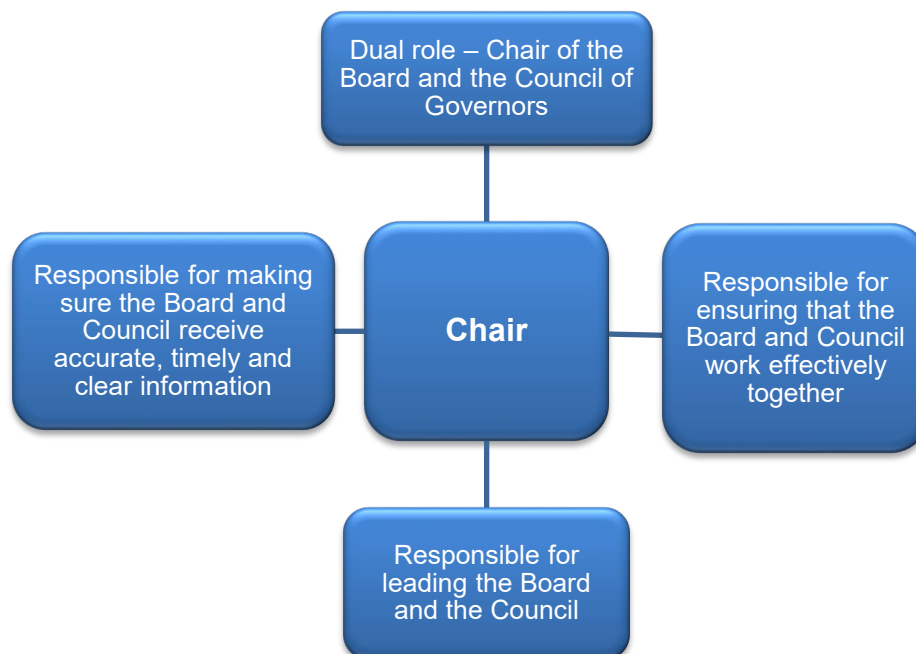 Dual role – Chair of the
Board and the Council of
Governors
Responsible for making
sure the Board and
Council receive
accurate, timely and
clear information
Chair
Responsible for
ensuring that the
Board and Council
work effectively
together
Responsible for
leading the Board
and the Council